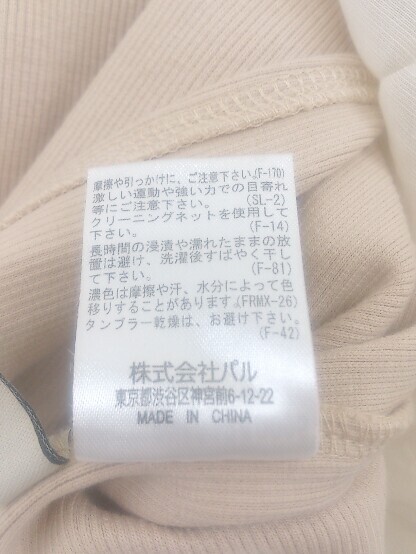 摩擦や引っかけに、ご注意下さい。(F-170)
激しい運動や強い力での目寄れ
等にご注意下さい。 (SL-2)
クリーニングネットを使用して
下さい。 (F-14)
長時間の浸漬や濡れたままの放
置は避け、洗濯後すばやく干し
て下さい。 (F-81)
濃色は摩擦や汗、水分によって色
移りすることがあります。(FRMX-26)
タンブラー乾燥は、お避け下さい。
(F-42)
株式会社パル
東京都渋谷区神宮前6-12-22
MADE IN CHINA